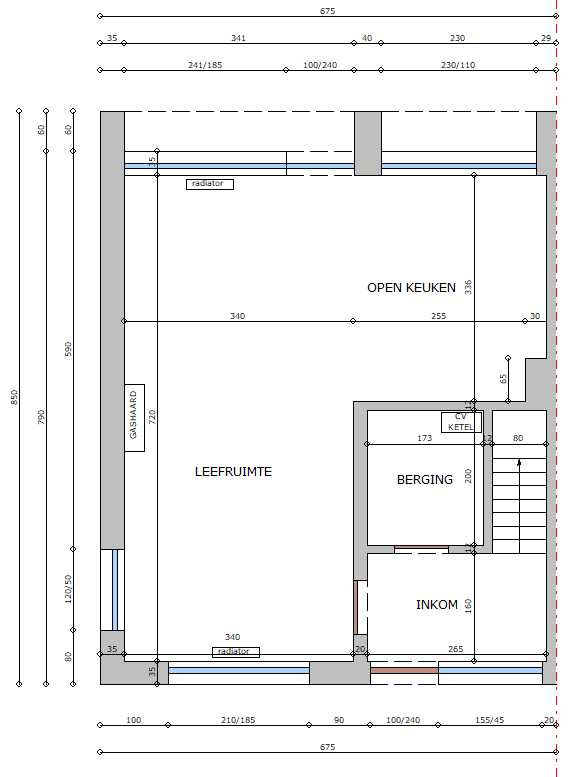 675
35 341 40 230 29
241/185 100/240 230/110
60 60
35
radiator
OPEN KEUKEN
336
340 255 30
590
65
850
790
GASHAARD
720
12
CV
KETEL
173 12 80
LEEFRUIMTE
200
BERGING
12
120/50
INKOM
160
340
radiator
35 20 265
80
35
100 210/185 90 100/240 155/45 20
675